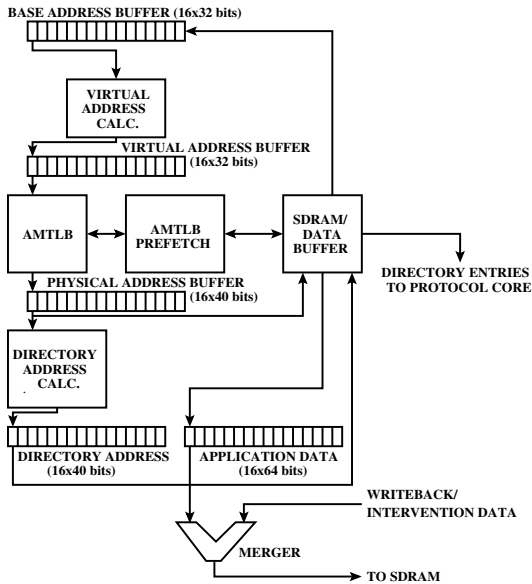 BASE ADDRESS BUFFER (16x32 bits)
VIRTUAL
ADDRESS
CALC.
VIRTUAL ADDRESS BUFFER
(16x32 bits)
AMTLB
AMTLB
PREFETCH
SDRAM/
DATA
BUFFER
DIRECTORY ENTRIES
TO PROTOCOL CORE
PHYSICAL ADDRESS BUFFER
(16x40 bits)
DIRECTORY
ADDRESS
CALC.
DIRECTORY ADDRESS
(16x40 bits)
APPLICATION DATA
(16x64 bits)
WRITEBACK/
INTERVENTION DATA
MERGER
TO SDRAM